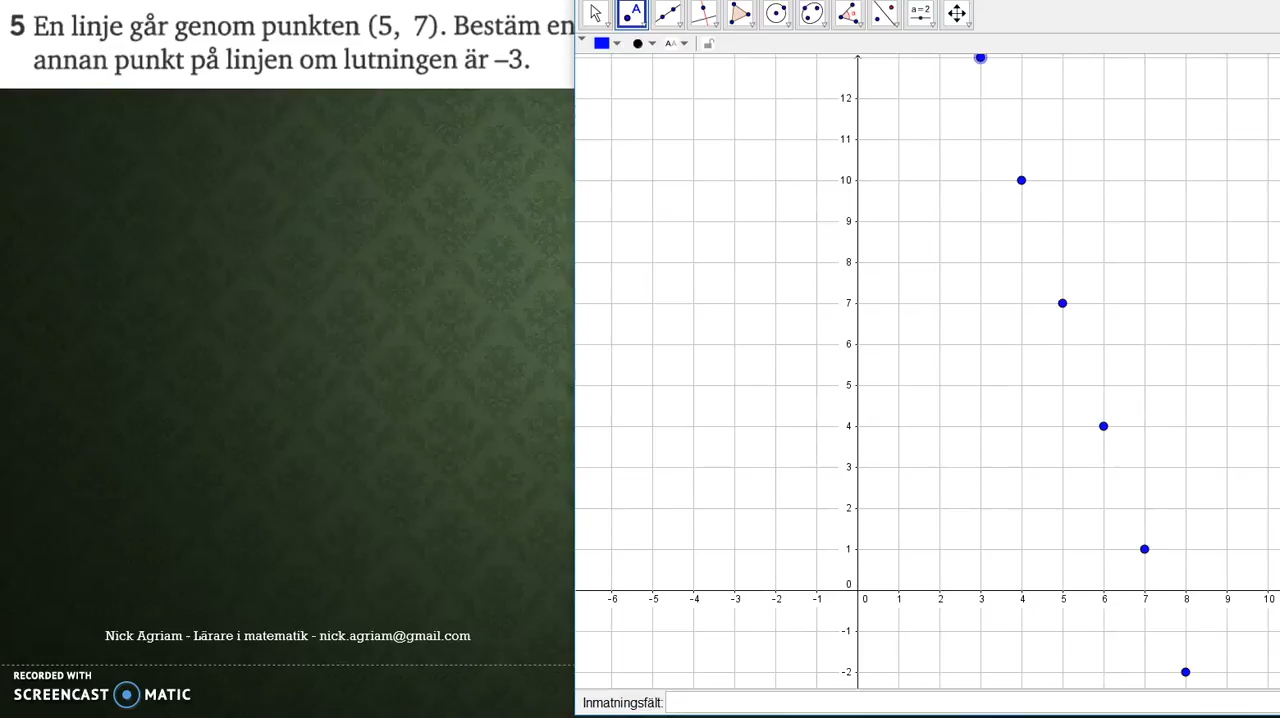 5 En linje går genom punkten (5, 7). Bestäm en
annan punkt på linjen om lutningen är –3.
A
α
a=2
AA
12
11
10
9
8
7
6
5
4
3
2
1
0
-1
-2
-6 -5 -4 -3 -2 -1 0 1 2 3 4 5 6 7 8 9 10
Nick Agriam - Lärare i matematik - nick.agriam@gmail.com
RECORDED WITH
SCREENCAST MATIC
Inmatningsfält: